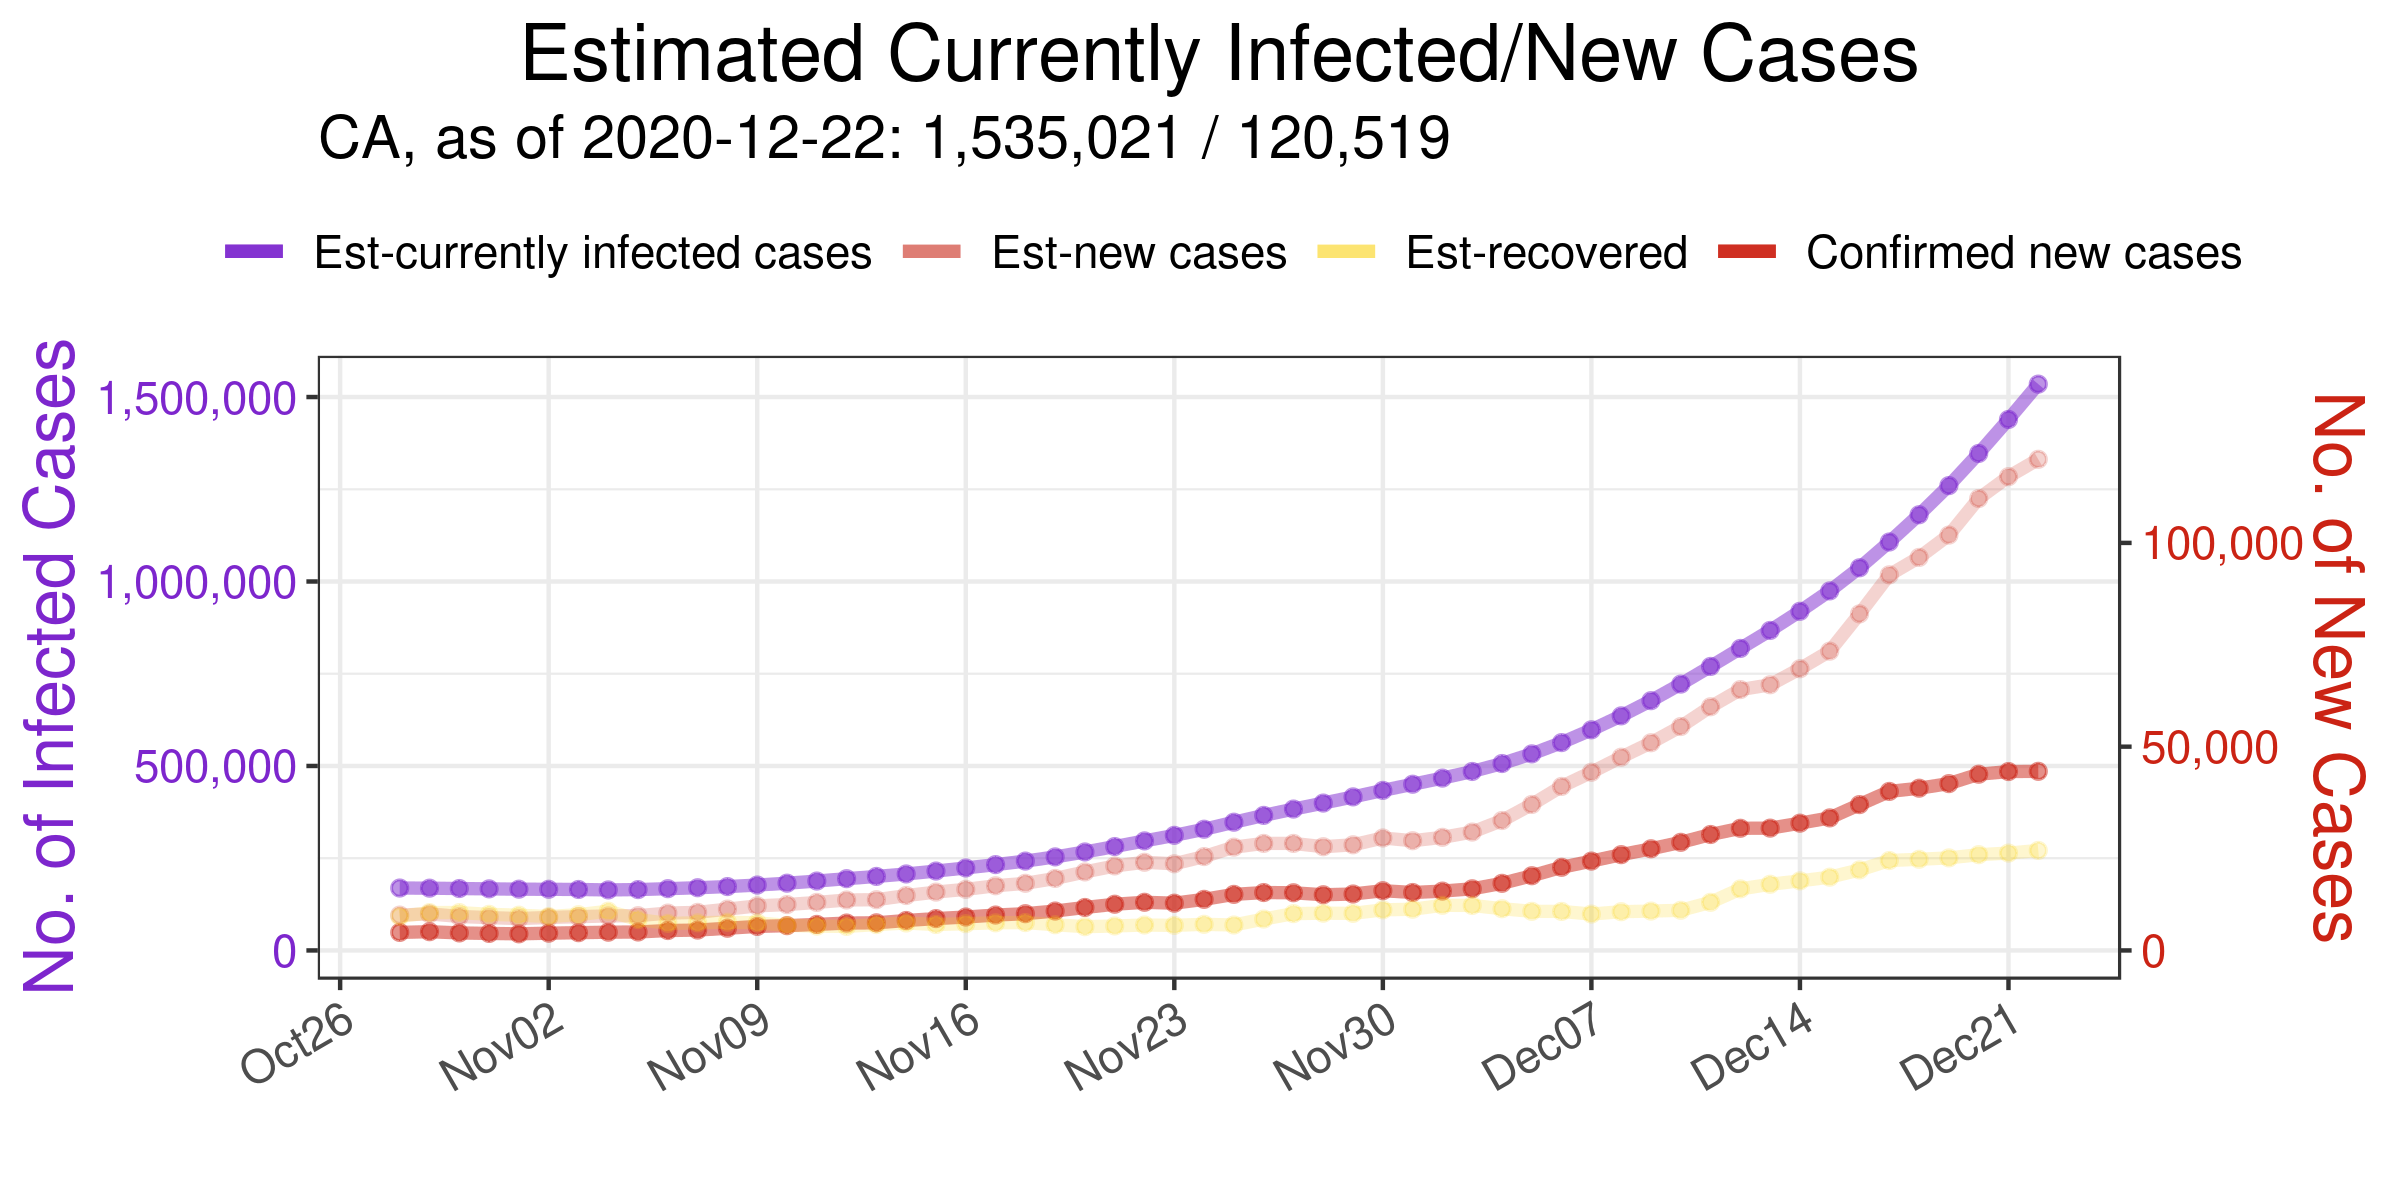 Estimated Currently Infected/New Cases
CA, as of 2020-12-22: 1,535,021 / 120,519
Est-currently infected cases Est-new cases Est-recovered Confirmed new cases
No. of Infected Cases
1,500,000
1,000,000
500,000
0
100,000
50,000
0
No. of New Cases
Oct26 Nov02 Nov09 Nov16 Nov23 Nov30 Dec07 Dec14 Dec21